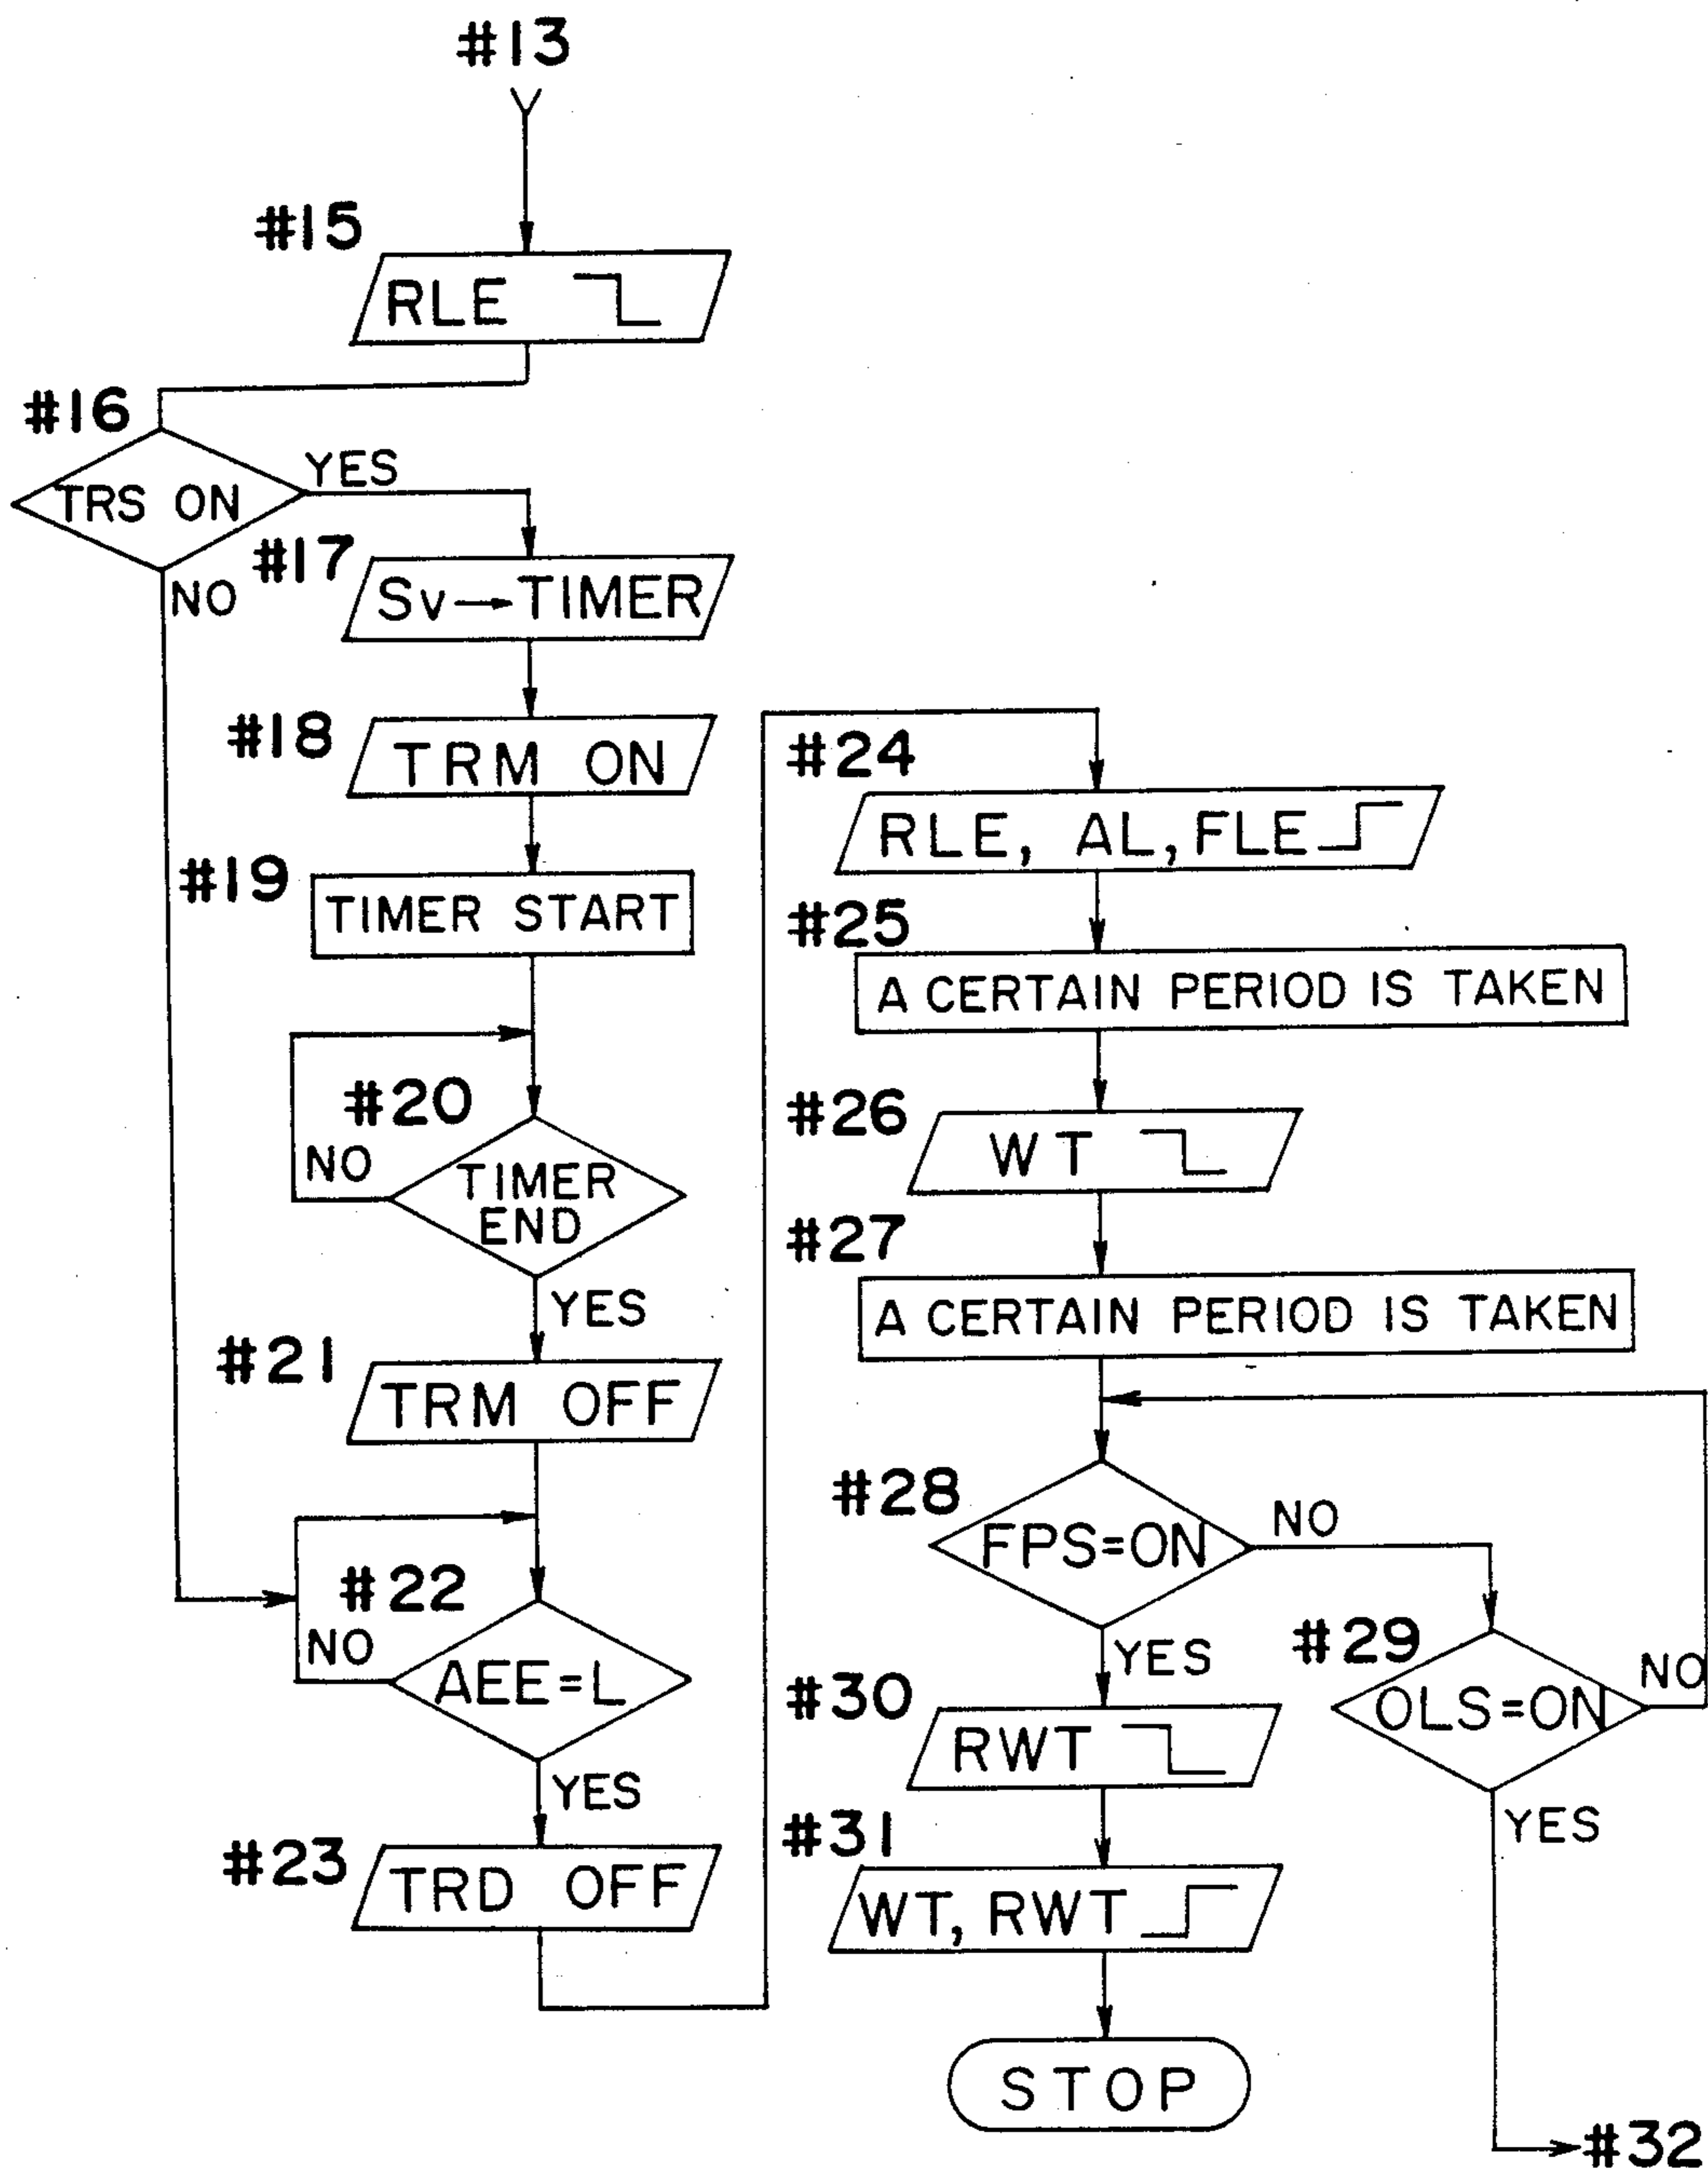 #13
#15
RLE
#16
TRS ON
YES
NO
#17
Sv→TIMER
#18
TRM ON
#19
TIMER START
#20
NO
TIMER
END
YES
#21
TRM OFF
#22
NO
AEE=L
YES
#23
TRD OFF
#24
RLE, AL, FLE
#25
A CERTAIN PERIOD IS TAKEN
#26
WT
#27
A CERTAIN PERIOD IS TAKEN
#28
FPS=ON
NO
YES
#29
OLS=ON
NO
YES
#30
RWT
#31
WT, RWT
STOP
#32